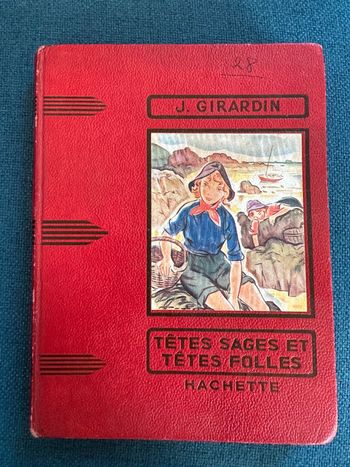 28
J. GIRARDIN
TÊTES SAGES ET
TÊTES FOLLES
HACHETTE